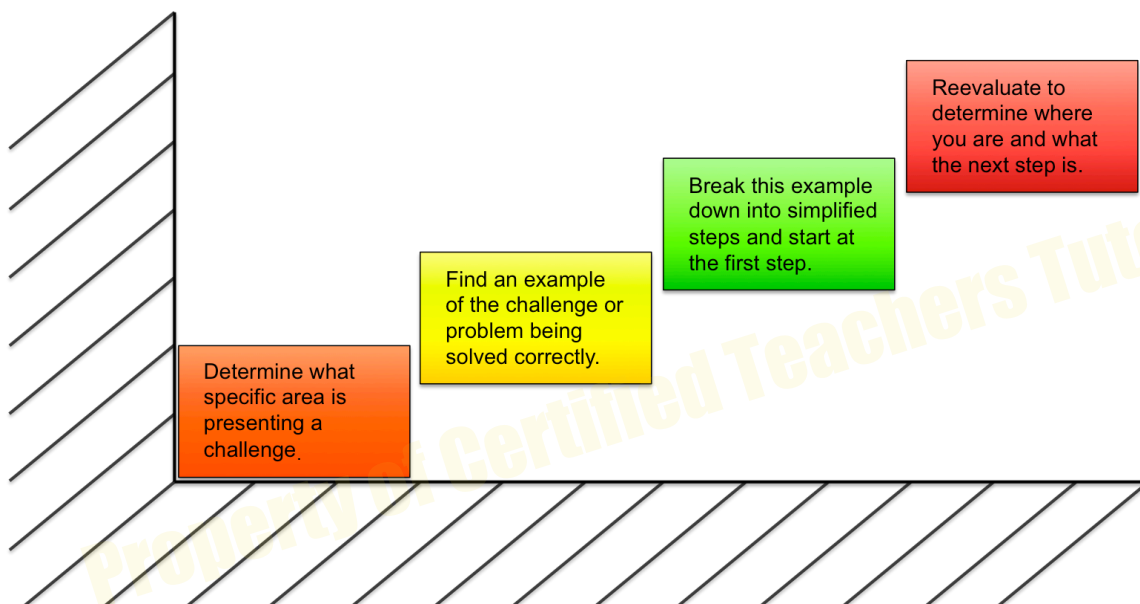 Determine what
specific area is
presenting a
challenge.
Find an example
of the challenge or
problem being
solved correctly.
Break this example
down into simplified
steps and start at
the first step.
Reevaluate to
determine where
you are and what
the next step is.
Property of Certified Teachers